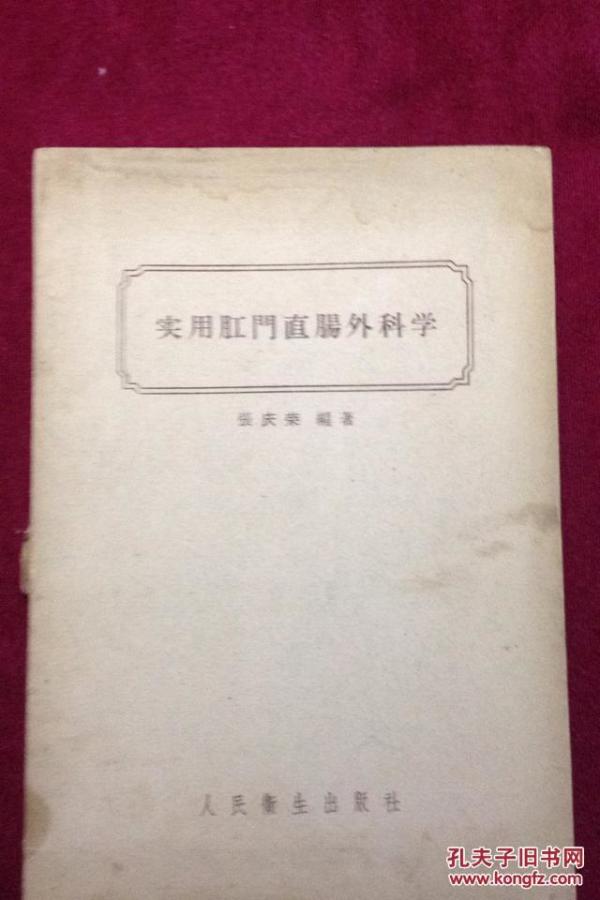 实用肛門直腸外科学
張庆荣 編著
人民衞生出版社
孔夫子旧书网
www.kongfz.com